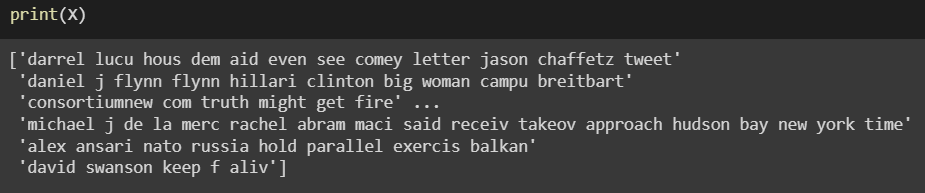 print(X)
['darrel lucu hous dem aid even see comey letter jason chaffetz tweet'
'daniel j flynn flynn hillari clinton big woman campu breitbart'
'consortiumnew com truth might get fire' ...
'michael j de la merc rachel abram maci said receiv takeov approach hudson bay new york time'
'alex ansari nato russia hold parallel exercis balkan'
'david swanson keep f aliv']